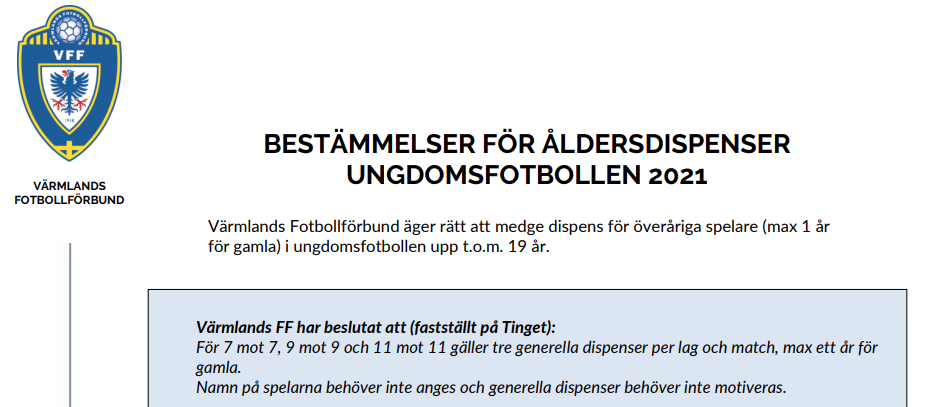 VÄRMLANDS FOTBOLLFÖRBUND
VFF
1918
VÄRMLANDS
FOTBOLLFÖRBUND
BESTÄMMELSER FÖR ÅLDERSDISPENSER
UNGDOMSFOTBOLLEN 2021
Värmlands Fotbollförbund äger rätt att medge dispens för överåriga spelare (max 1 år
för gamla) i ungdomsfotbollen upp t.o.m. 19 år.
Värmlands FF har beslutat att (fastställt på Tinget):
För 7 mot 7, 9 mot 9 och 11 mot 11 gäller tre generella dispenser per lag och match, max ett år för
gamla.
Namn på spelarna behöver inte anges och generella dispenser behöver inte motiveras.